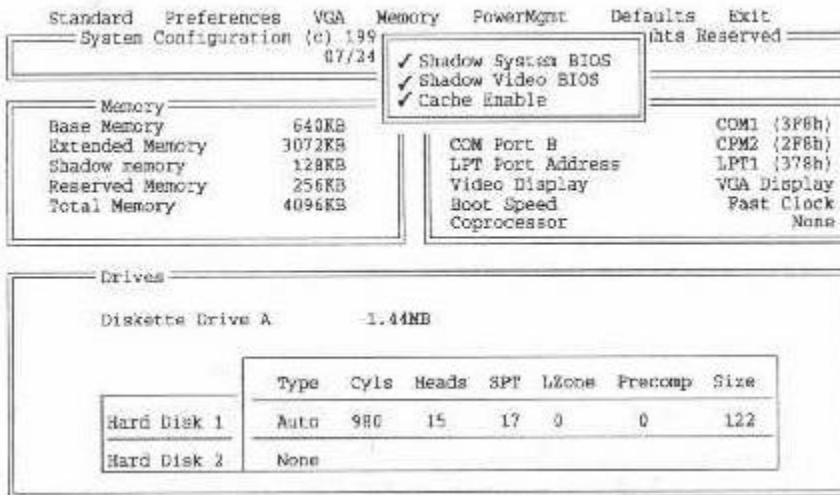 Standard Preferences VGA Memory PowerMgmt Defaults Exit
System Configuration (c) 199
hts Reserved
07/24
✓ Shadow System BIOS
✓ Shadow Video BIOS
✓ Cache Enable
Memory
Base Memory 640KB
Extended Memory 3072KB
Shadow memory 128KB
Reserved Memory 256KB
Total Memory 4096KB
COM1 (3F8h)
COM Port B CPM2 (2F8h)
LPT Port Address LPT1 (378h)
Video Display VGA Display
Boot Speed Fast Clock
Coprocessor None
Drives
Diskette Drive A 1.44MB
Type Cyls Heads SPT LZone Precomp Size
Hard Disk 1 Auto 980 15 17 0 0 122
Hard Disk 2 None